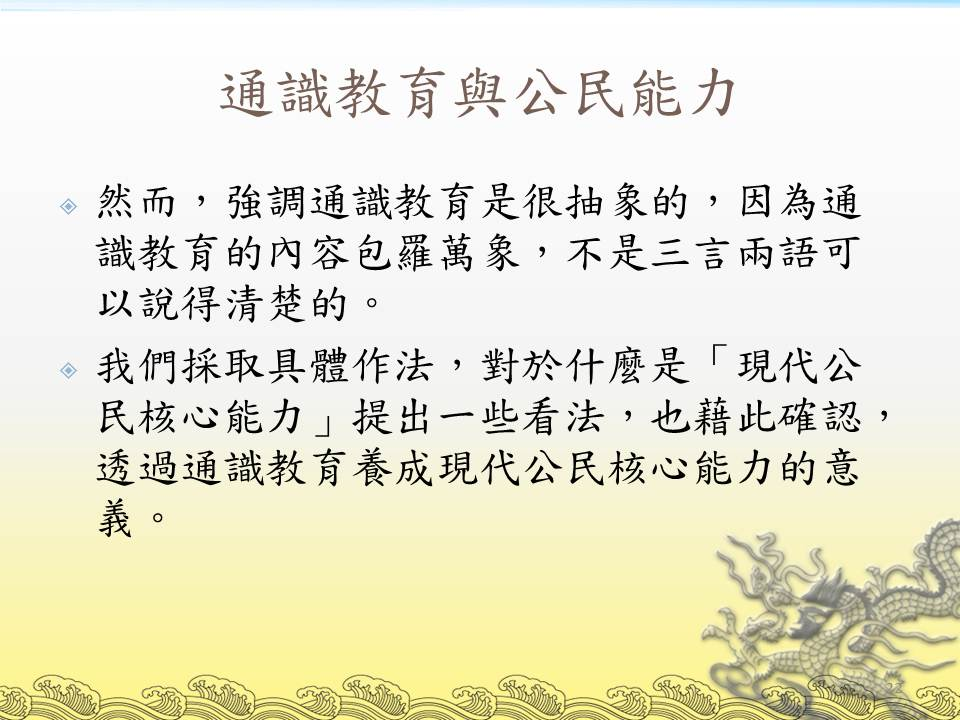 通識教育與公民能力
然而，強調通識教育是很抽象的，因為通
識教育的內容包羅萬象，不是三言兩語可
以說得清楚的。
我們採取具體作法，對於什麼是「現代公
民核心能力」提出一些看法，也藉此確認，
透過通識教育養成現代公民核心能力的意
義。